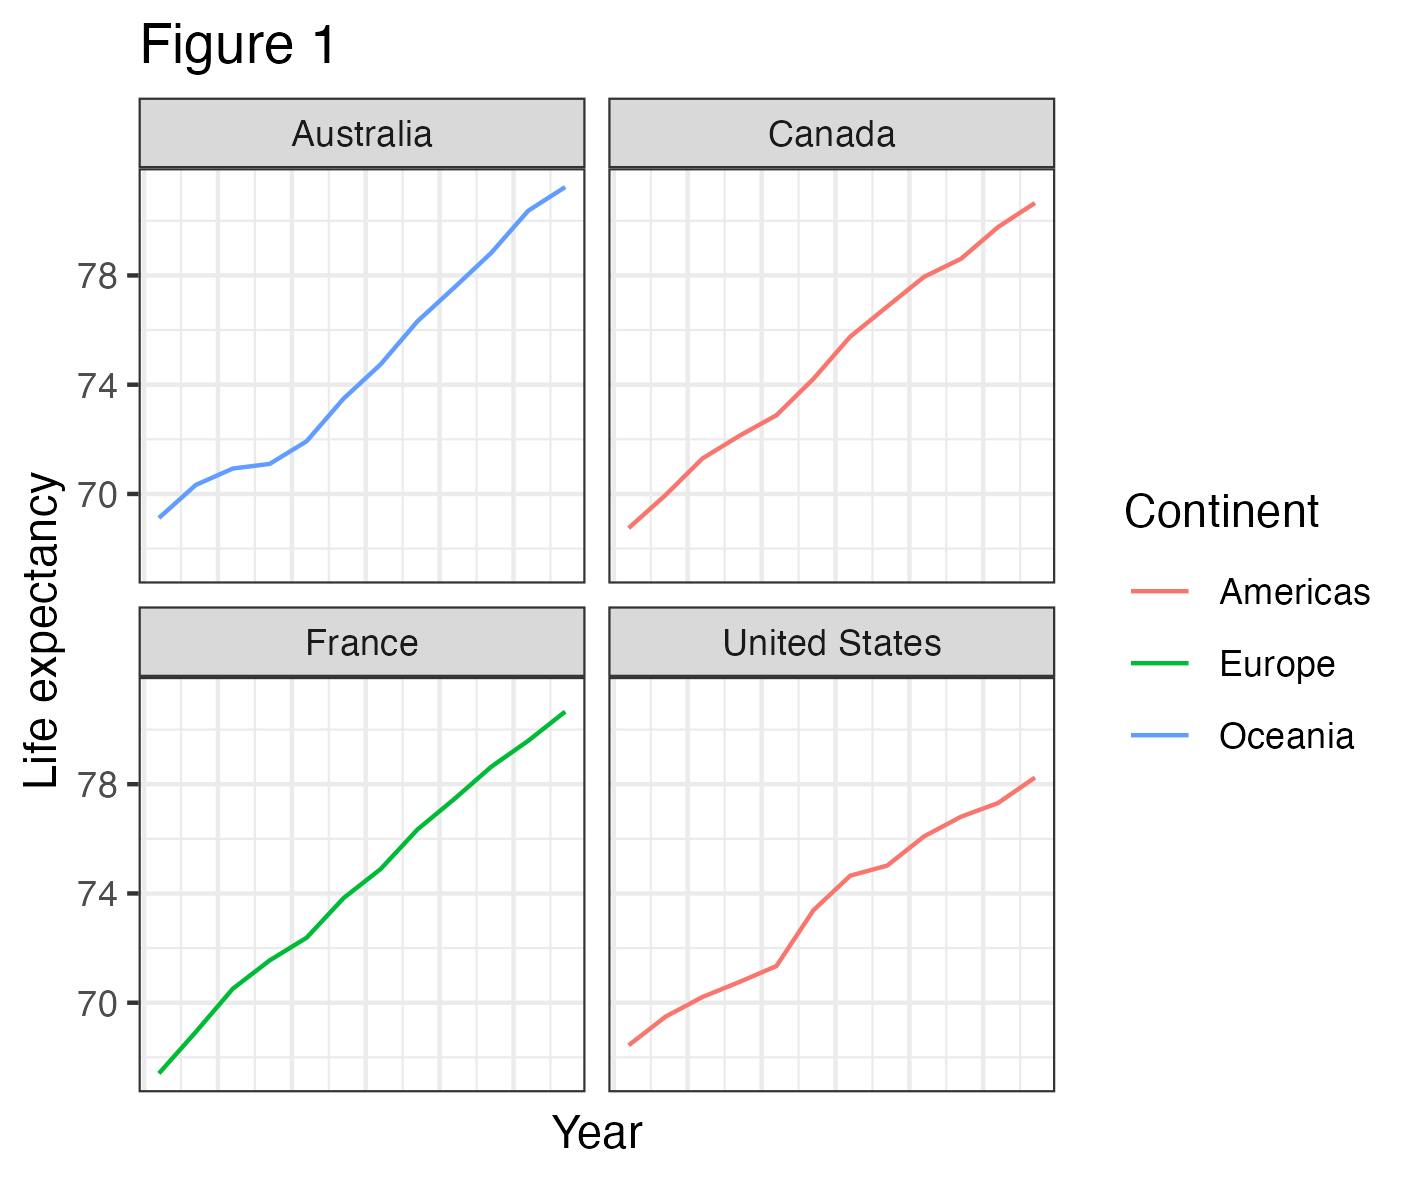 Figure 1
Australia
Canada
78
74
70
France
United States
78
74
70
Life expectancy
Year
Continent
Americas
Europe
Oceania